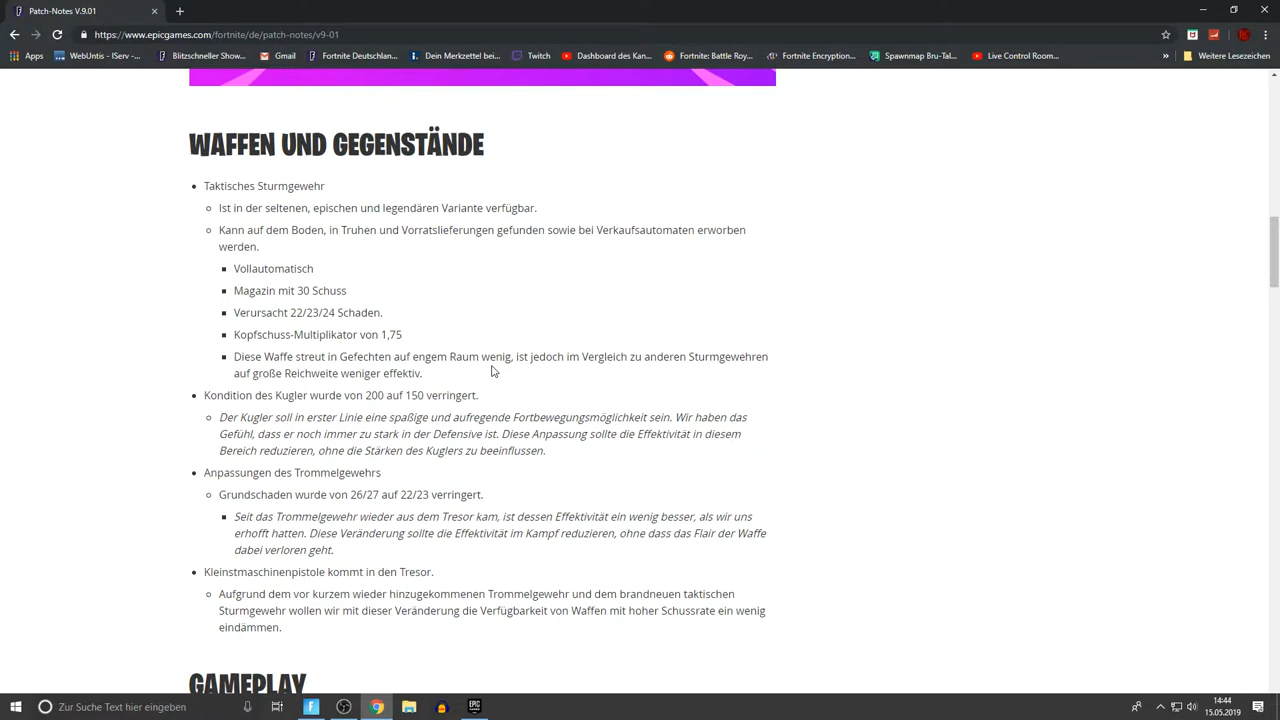 Patch-Notes V.9.01
https://www.epicgames.com/fortnite/de/patch-notes/v9-01
Apps
WebUntis - IServ -...
Blitzschneller Show...
Gmail
Fortnite Deutschlan...
Dein Merkzettel bei...
Twitch
Dashboard des Kan...
Fortnite: Battle Roy...
Fortnite Encryption...
Spawnmap Bru-Tal...
Live Control Room...
»
Weitere Lesezeichen
WAFFEN UND GEGENSTÄNDE
Taktisches Sturmgewehr
Ist in der seltenen, epischen und legendären Variante verfügbar.
Kann auf dem Boden, in Truhen und Vorratslieferungen gefunden sowie bei Verkaufsautomaten erworben
werden.
Vollautomatisch
Magazin mit 30 Schuss
Verursacht 22/23/24 Schaden.
Kopfschuss-Multiplikator von 1,75
Diese Waffe streut in Gefechten auf engem Raum wenig, ist jedoch im Vergleich zu anderen Sturmgewehren
auf große Reichweite weniger effektiv.
Kondition des Kugler wurde von 200 auf 150 verringert.
Der Kugler soll in erster Linie eine spaßige und aufregende Fortbewegungsmöglichkeit sein. Wir haben das
Gefühl, dass er noch immer zu stark in der Defensive ist. Diese Anpassung sollte die Effektivität in diesem
Bereich reduzieren, ohne die Stärken des Kuglers zu beeinflussen.
Anpassungen des Trommelgewehrs
Grundschaden wurde von 26/27 auf 22/23 verringert.
Seit das Trommelgewehr wieder aus dem Tresor kam, ist dessen Effektivität ein wenig besser, als wir uns
erhofft hatten. Diese Veränderung sollte die Effektivität im Kampf reduzieren, ohne dass das Flair der Waffe
dabei verloren geht.
Kleinstmaschinenpistole kommt in den Tresor.
Aufgrund dem vor kurzem wieder hinzugekommenen Trommelgewehr und dem brandneuen taktischen
Sturmgewehr wollen wir mit dieser Veränderung die Verfügbarkeit von Waffen mit hoher Schussrate ein wenig
eindämmen.
GAMEPLAY
Zur Suche Text hier eingeben
EPIC
14:44
15.05.2019